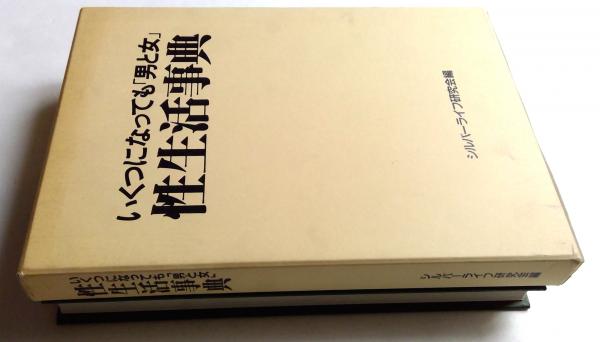 いくつになっても「男と女」
性生活事典
シルバーライフ研究会編
いくつになっても「男と女」
性生活事典
シルバーライフ研究会編